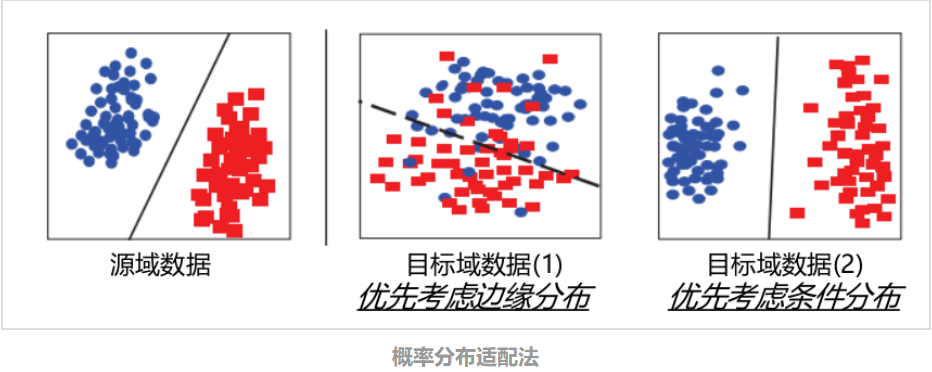 源域数据
目标域数据(1)
优先考虑边缘分布
目标域数据(2)
优先考虑条件分布
概率分布适配法